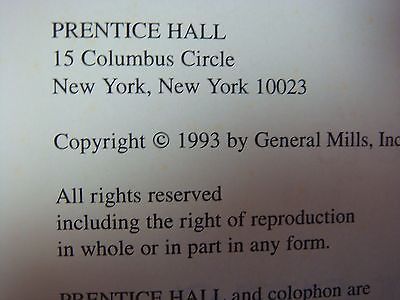 PRENTICE HALL
15 Columbus Circle
New York, New York 10023
Copyright © 1993 by General Mills, Inc
All rights reserved
including the right of reproduction
in whole or in part in any form.
PRENTICE HALL and colophon are